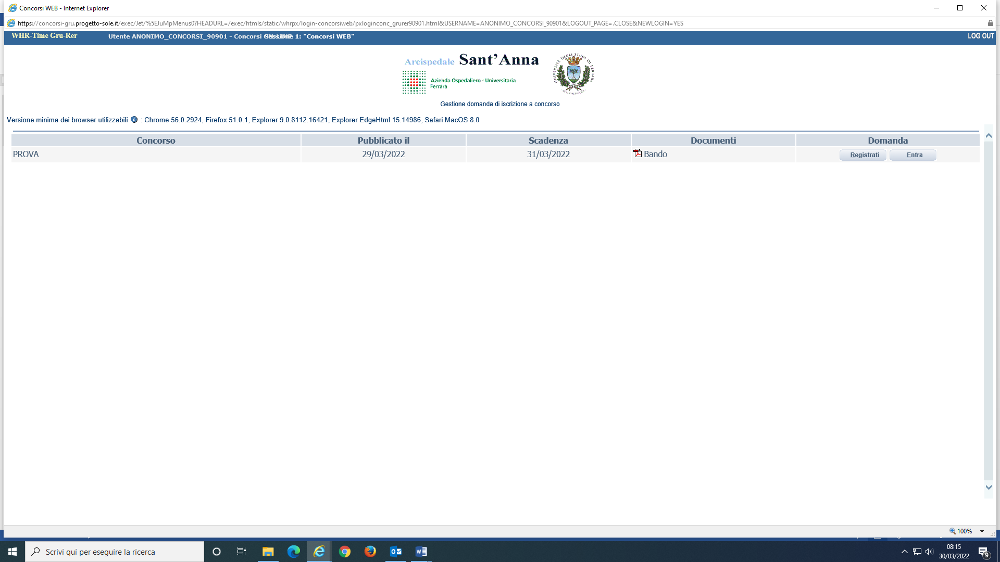 Concorsi WEB - Internet Explorer
https://concorsi-gru.progetto-sole.it/exec/Jet/%5EJuMpMenus0?HEADURL=/exec/htmls/static/whrpx/login-concorsiweb/pxloginconc_grurer90901.html&USERNAME=ANONIMO_CONCORSI_90901&LOGOUT_PAGE=.CLOSE&NEWLOGIN=YES
WHR-Time Gru-Rer Utente ANONIMO_CONCORSI_90901 - Concorsi Sessione 1: "Concorsi WEB" LOG OUT
Arcispedale Sant'Anna
Azienda Ospedaliero - Universitaria
Ferrara
UNIVERSITÀ DEGLI STUDI DI FERRARA
Gestione domanda di iscrizione a concorso
Versione minima dei browser utilizzabili : Chrome 56.0.2924, Firefox 51.0.1, Explorer 9.0.8112.16421, Explorer EdgeHtml 15.14986, Safari MacOS 8.0
Concorso Pubblicato il Scadenza Documenti Domanda
PROVA 29/03/2022 31/03/2022 Bando Registrati Entra
100%
Scrivi qui per eseguire la ricerca
08:15
30/03/2022
9